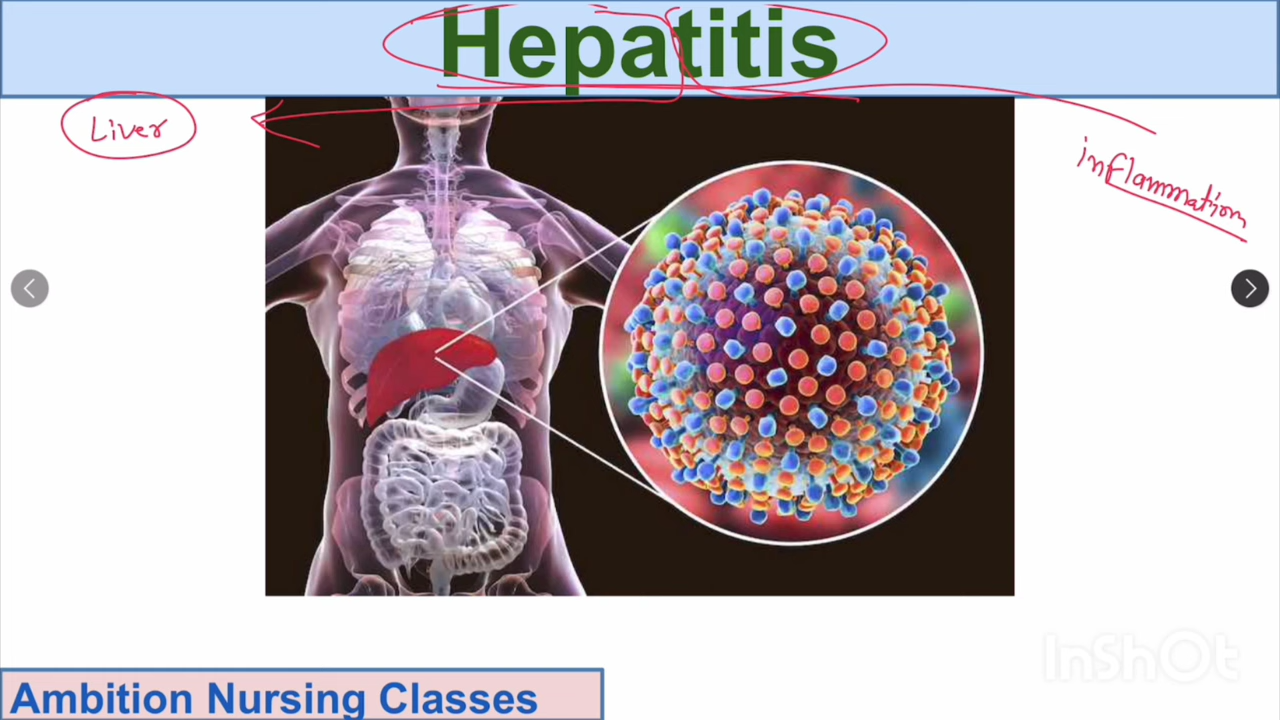 Hepatitis
Liver
inflammation
InShOt
Ambition Nursing Classes